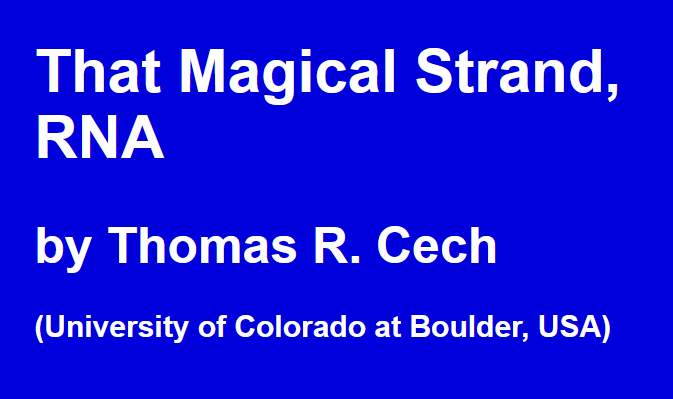 That Magical Strand,
RNA
by Thomas R. Cech
(University of Colorado at Boulder, USA)